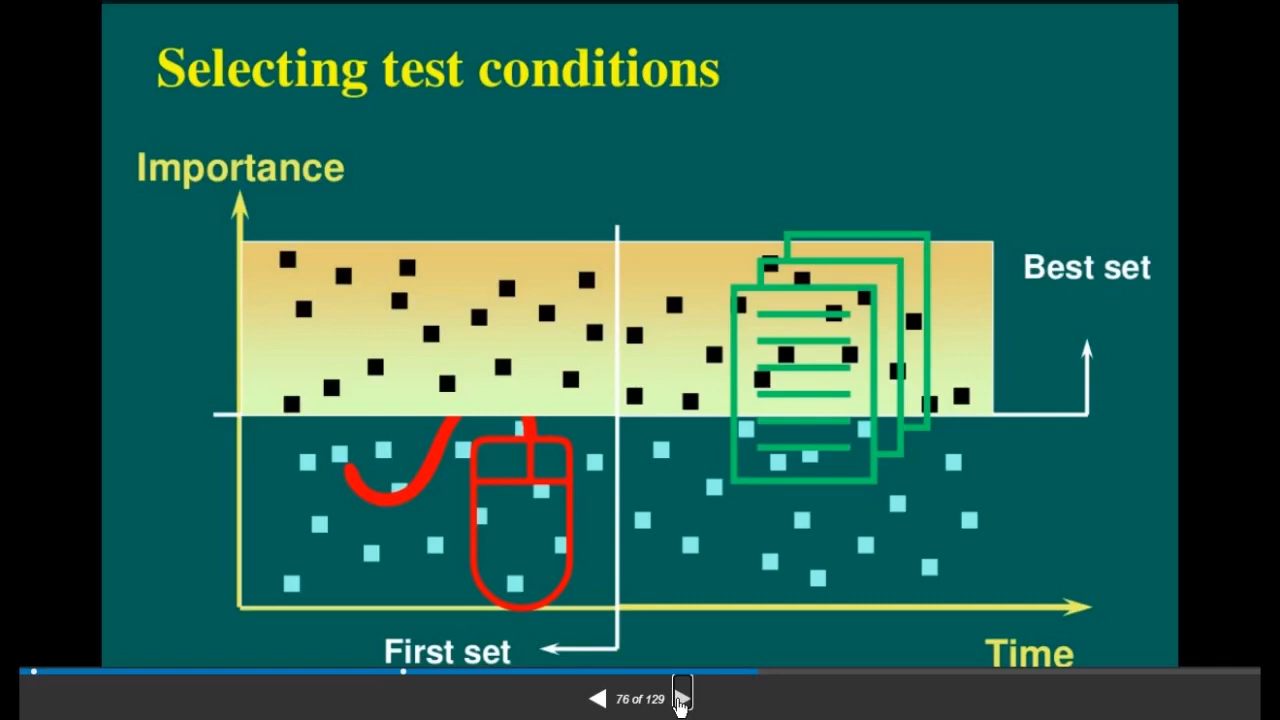 Selecting test conditions
Importance
Best set
First set
Time
76 of 129